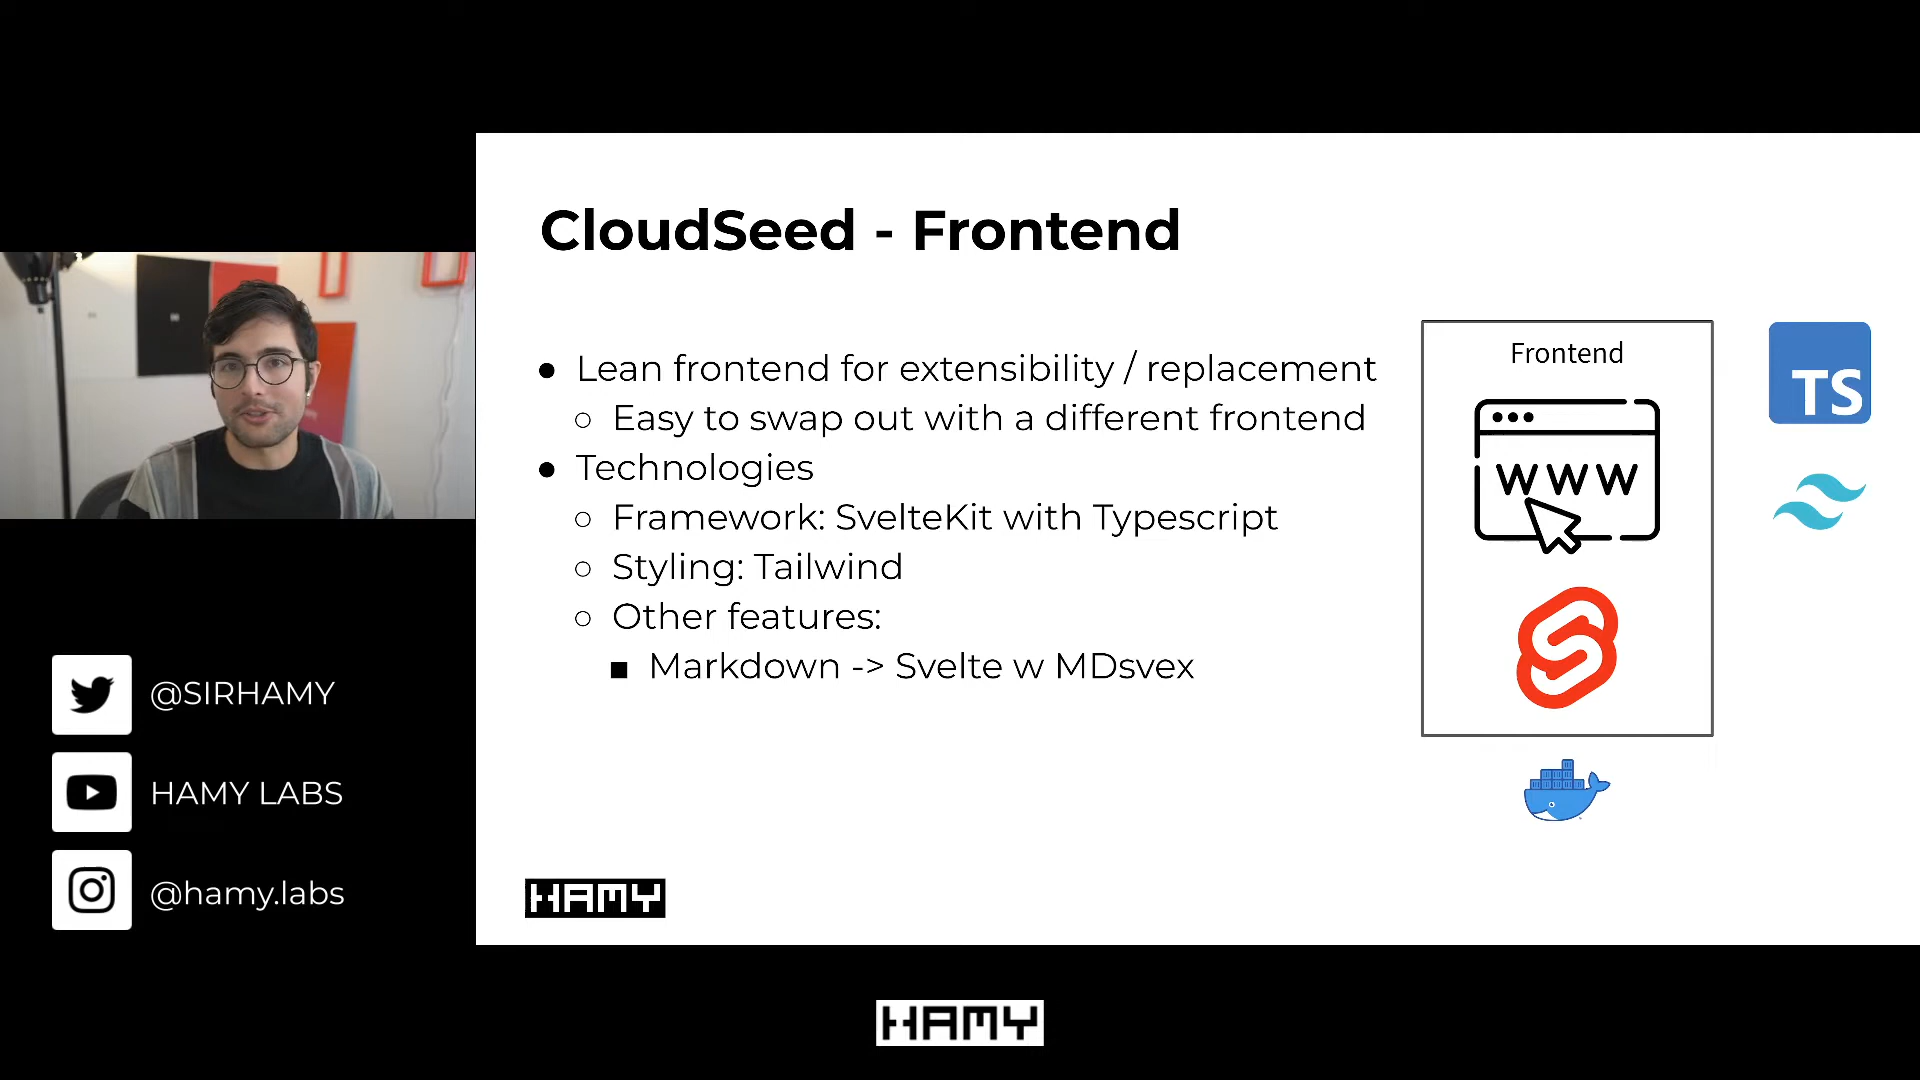 CloudSeed - Frontend
● Lean frontend for extensibility / replacement
○ Easy to swap out with a different frontend
● Technologies
○ Framework: SvelteKit with Typescript
○ Styling: Tailwind
○ Other features:
■ Markdown -> Svelte w MDsvex
Frontend
WWW
TS
@SIRHAMY
HAMY LABS
@hamy.labs
HAMY
HAMY